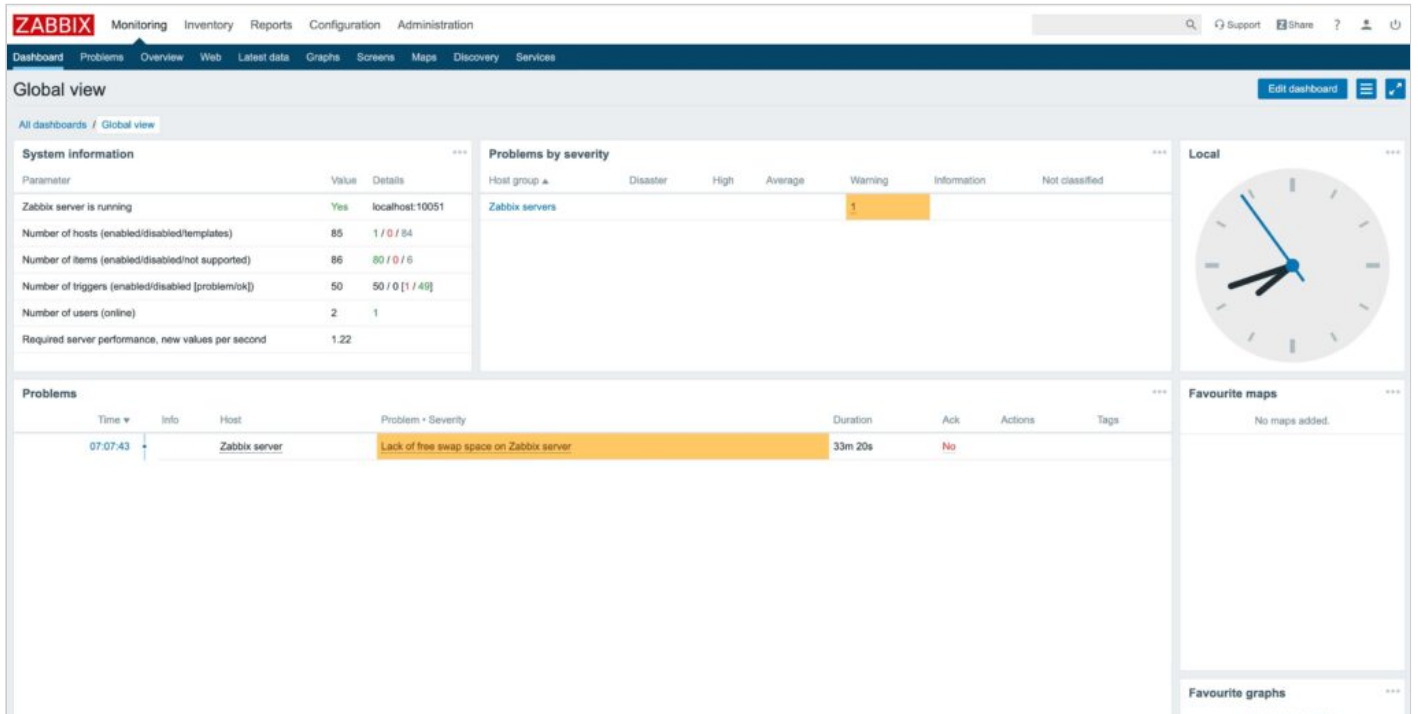 ZABBIX Monitoring Inventory Reports Configuration Administration Support Z Share ?
Dashboard Problems Overview Web Latest data Graphs Screens Maps Discovery Services
Global view Edit dashboard
All dashboards / Global view
System information
Parameter Value Details
Zabbix server is running Yes localhost:10051
Number of hosts (enabled/disabled/templates) 85 1 / 0 / 84
Number of items (enabled/disabled/not supported) 86 80 / 0 / 6
Number of triggers (enabled/disabled [problem/ok]) 50 50 / 0 [1 / 49]
Number of users (online) 2 1
Required server performance, new values per second 1.22
Problems by severity
Host group ▲ Disaster High Average Warning Information Not classified
Zabbix servers 1
Local
Problems
Time ▼ Info Host Problem • Severity Duration Ack Actions Tags
07:07:43 Zabbix server Lack of free swap space on Zabbix server 33m 20s No
Favourite maps
No maps added.
Favourite graphs